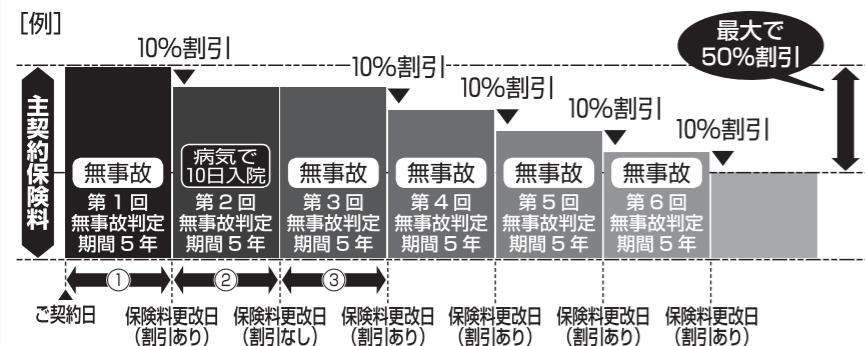 [例]
最大で
50%割引
10%割引
10%割引
10%割引
10%割引
10%割引
主契約保険料
無事故
第1回
無事故判定
期間5年
病気で
10日入院
第2回
無事故判定
期間5年
無事故
第3回
無事故判定
期間5年
無事故
第4回
無事故判定
期間5年
無事故
第5回
無事故判定
期間5年
無事故
第6回
無事故判定
期間5年
①
②
③
ご契約日
保険料更改日
(割引あり)
保険料更改日
(割引なし)
保険料更改日
(割引あり)
保険料更改日
(割引あり)
保険料更改日
(割引あり)
保険料更改日
(割引あり)